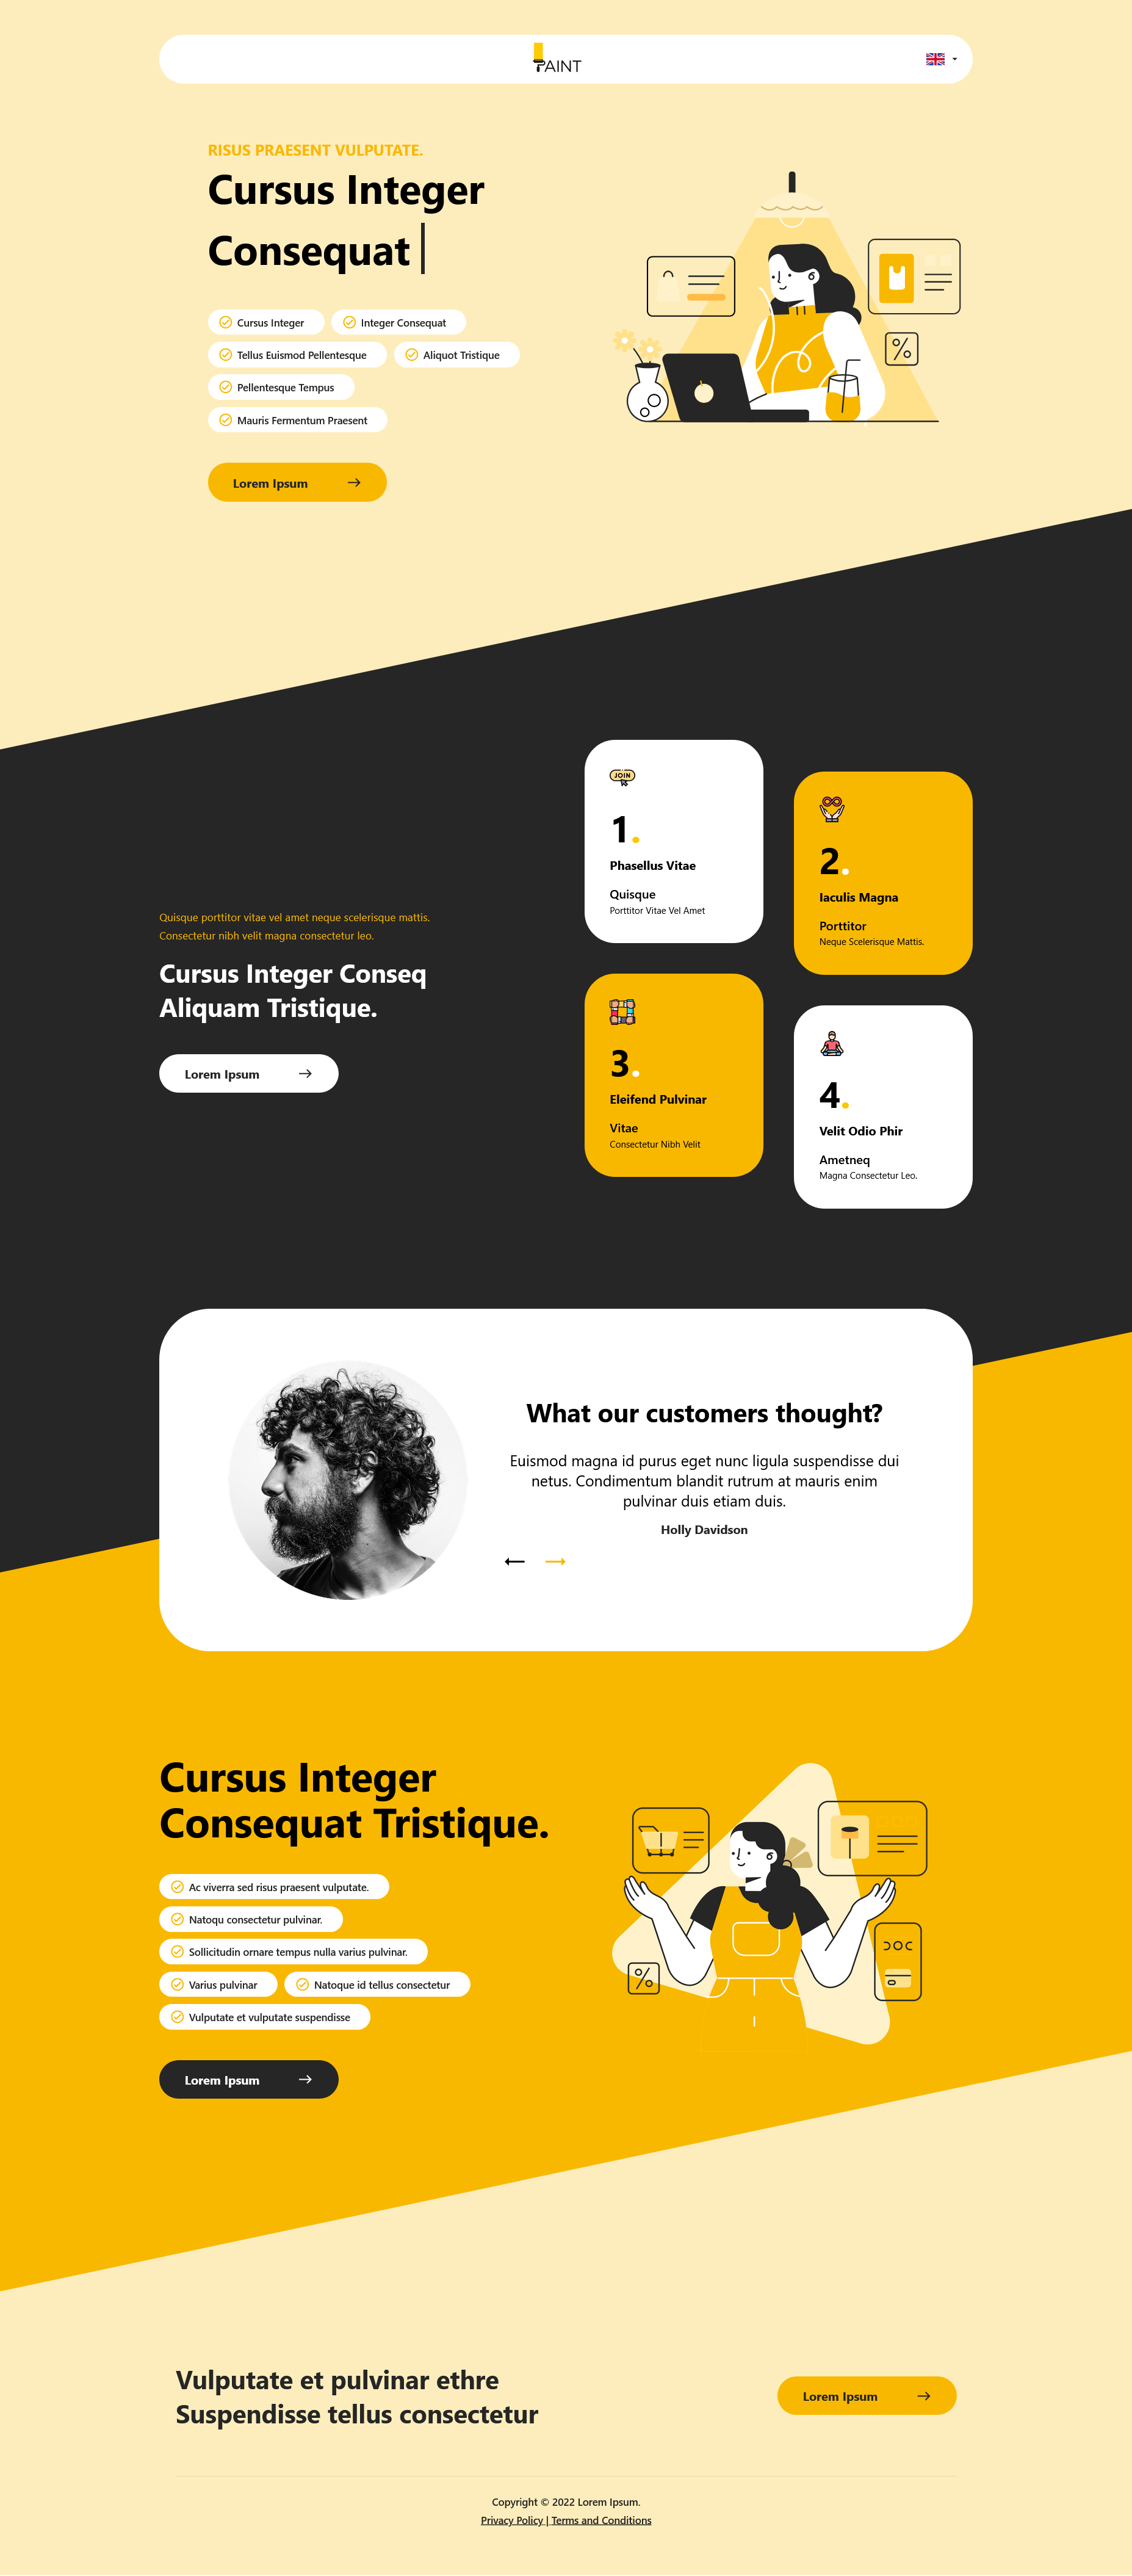 PAINT
RISUS PRAESENT VULPUTATE.
Cursus Integer
Consequat
Cursus Integer
Integer Consequat
Tellus Euismod Pellentesque
Aliquot Tristique
Pellentesque Tempus
Mauris Fermentum Praesent
Lorem Ipsum
%
Quisque porttitor vitae vel amet neque scelerisque mattis.
Consectetur nibh velit magna consectetur leo.
Cursus Integer Conseq
Aliquam Tristique.
Lorem Ipsum
JOIN
1.
Phasellus Vitae
Quisque
Porttitor Vitae Vel Amet
2.
Iaculis Magna
Porttitor
Neque Scelerisque Mattis.
3.
Eleifend Pulvinar
Vitae
Consectetur Nibh Velit
4.
Velit Odio Phir
Ametneq
Magna Consectetur Leo.
What our customers thought?
Euismod magna id purus eget nunc ligula suspendisse dui
netus. Condimentum blandit rutrum at mauris enim
pulvinar duis etiam duis.
Holly Davidson
Cursus Integer
Consequat Tristique.
Ac viverra sed risus praesent vulputate.
Natoqu consectetur pulvinar.
Sollicitudin ornare tempus nulla varius pulvinar.
Varius pulvinar
Natoque id tellus consectetur
Vulputate et vulputate suspendisse
Lorem Ipsum
%
Vulputate et pulvinar ethre
Suspendisse tellus consectetur
Lorem Ipsum
Copyright © 2022 Lorem Ipsum.
Privacy Policy | Terms and Conditions